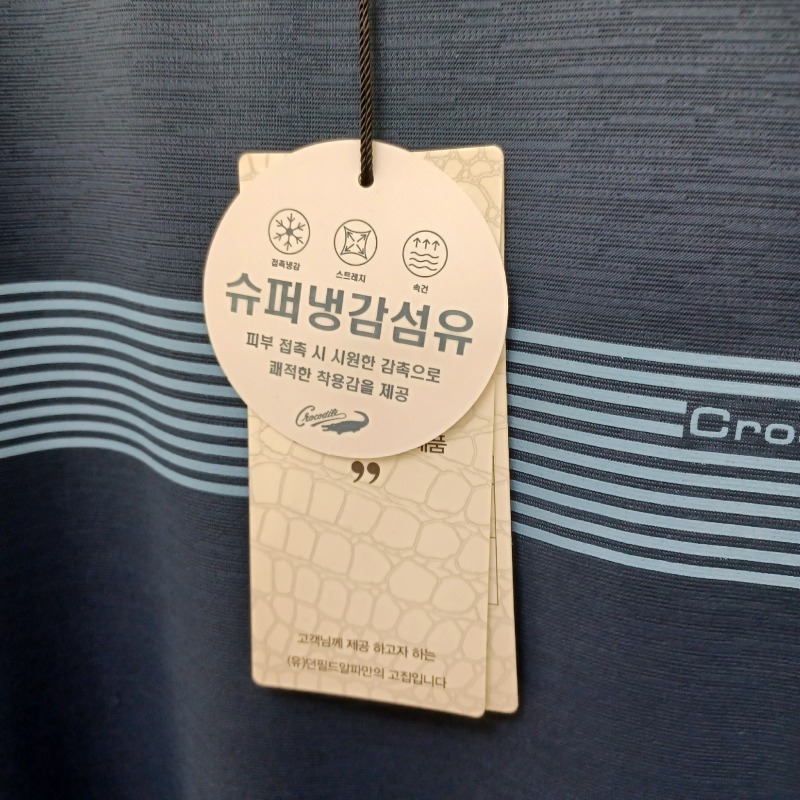 접촉냉감
스트레치
속건
슈퍼냉감섬유
피부 접촉 시 시원한 감촉으로
쾌적한 착용감을 제공
Crocodile
”
고객님께 제공 하고자 하는
(유)던필드알파만의 고집입니다
Cro